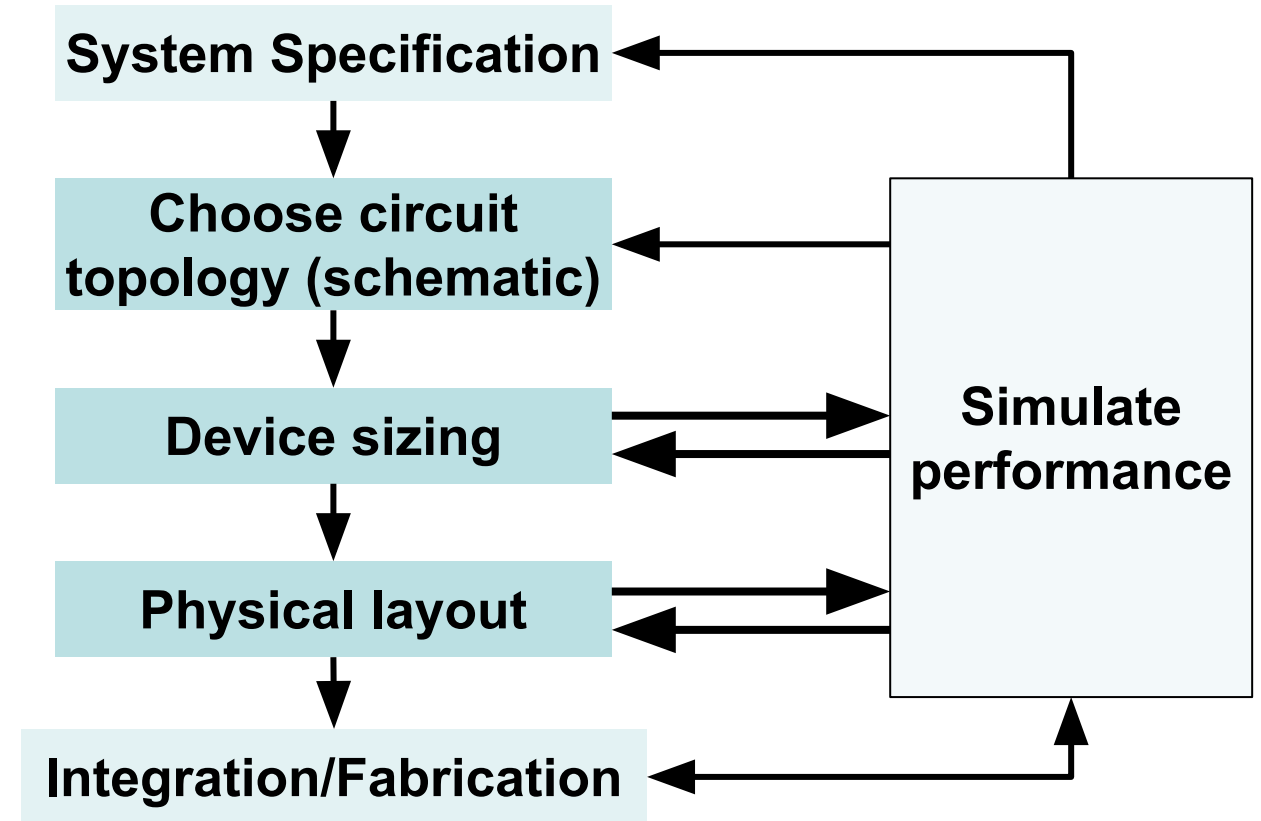 System Specification
Choose circuit
topology (schematic)
Device sizing
Simulate
performance
Physical layout
Integration/Fabrication